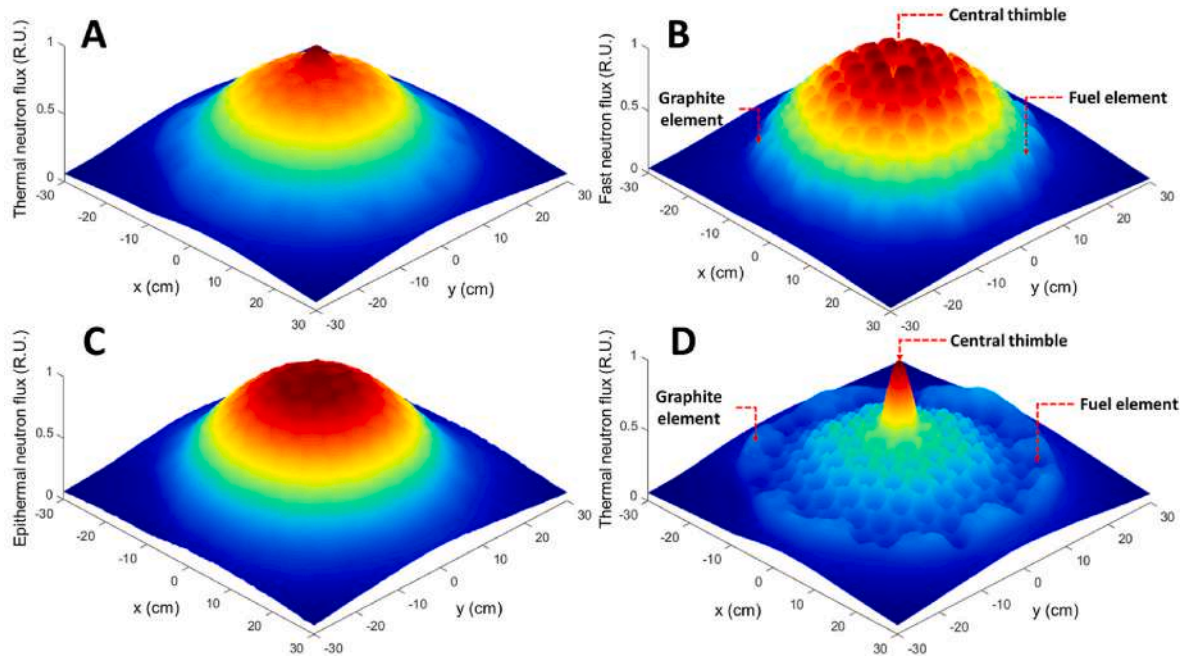 A
Thermal neutron flux (R.U.)
1
0.5
0
-30
-20
-10
0
10
20
30
x (cm)
-30
-20
-10
0
10
20
30
y (cm)
B
Central thimble
Graphite
element
Fuel element
Fast neutron flux (R.U.)
1
0.5
0
-30
-20
-10
0
10
20
30
x (cm)
-30
-20
-10
0
10
20
30
y (cm)
C
Epithermal neutron flux (R.U.)
1
0.5
0
-30
-20
-10
0
10
20
30
x (cm)
-30
-20
-10
0
10
20
30
y (cm)
D
Central thimble
Graphite
element
Fuel element
Thermal neutron flux (R.U.)
1
0.5
0
-30
-20
-10
0
10
20
30
x (cm)
-30
-20
-10
0
10
20
30
y (cm)